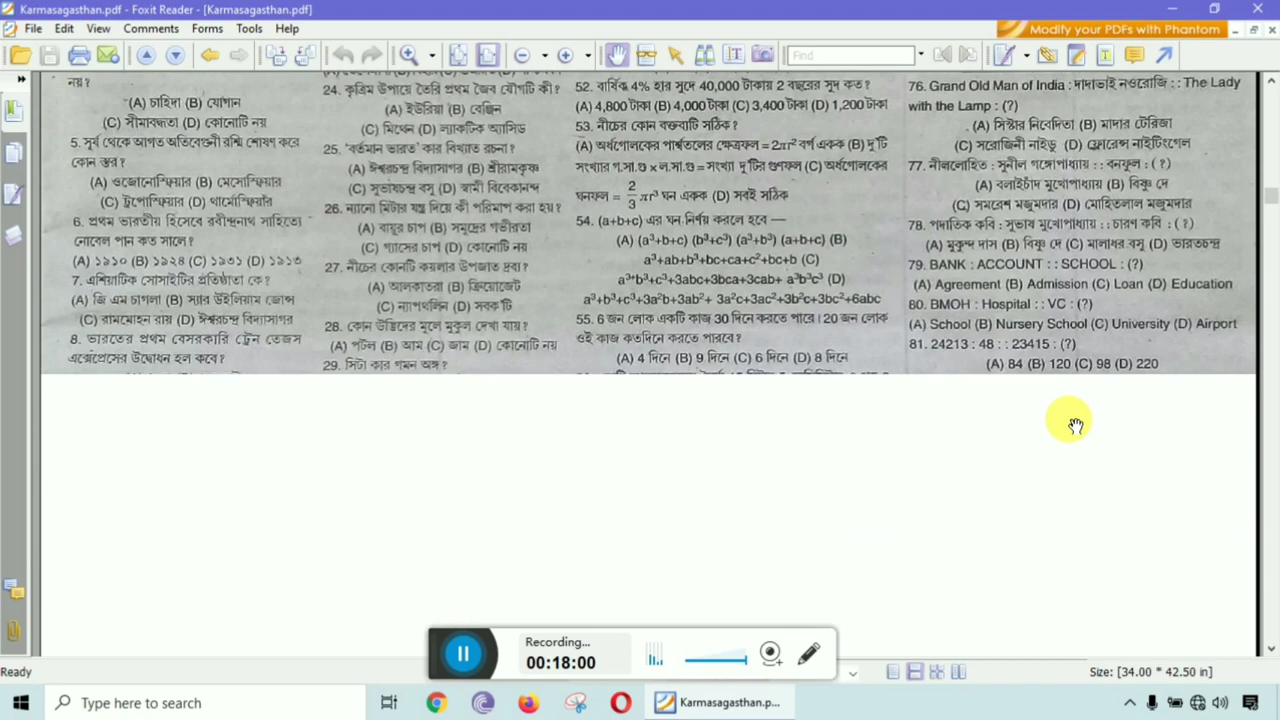 Karmasagasthan.pdf - Foxit Reader - [Karmasagasthan.pdf]
File Edit View Comments Forms Tools Help
Modify your PDFs with Phantom
Find
নয়?
(A) চাহিদা (B) যোগান
(C) সীমাবদ্ধতা (D) কোনোটি নয়
5. সূর্য থেকে আগত অতিবেগুনী রশ্মি শোষণ করে
কোন স্তর?
(A) ওজোনোস্ফিয়ার (B) মেসোস্ফিয়ার
(C) ট্রপোস্ফিয়ার (D) থার্মোস্ফিয়ার
6. প্রথম ভারতীয় হিসেবে রবীন্দ্রনাথ সাহিত্যে
নোবেল পান কত সালে?
(A) ১৯১০ (B) ১৯২৪ (C) ১৯৩১ (D) ১৯১৩
7. এশিয়াটিক সোসাইটির প্রতিষ্ঠাতা কে?
(A) জি এম চাগলা (B) স্যার উইলিয়াম জোন্স
(C) রামমোহন রায় (D) ঈশ্বরচন্দ্র বিদ্যাসাগর
8. ভারতের প্রথম বেসরকারি ট্রেন তেজস
এক্সপ্রেসের উদ্বোধন হল কবে?
24. কৃত্রিম উপায়ে তৈরি প্রথম জৈব যৌগটি কী?
(A) ইউরিয়া (B) বেঞ্জিন
(C) মিথেন (D) ল্যাকটিক অ্যাসিড
25. 'বর্তমান ভারত' কার বিখ্যাত রচনা?
(A) ঈশ্বরচন্দ্র বিদ্যাসাগর (B) শ্রীরামকৃষ্ণ
(C) সুভাষচন্দ্র বসু (D) স্বামী বিবেকানন্দ
26. ন্যানো মিটার যন্ত্র দিয়ে কী পরিমাপ করা হয়?
(A) বায়ুর চাপ (B) সমুদ্রের গভীরতা
(C) গ্যাসের চাপ (D) কোনোটি নয়
27. নীচের কোনটি কয়লার উপজাত দ্রব্য?
(A) আলকাতরা (B) ক্রিয়োজোট
(C) ন্যাপথলিন (D) সবক'টি
28. কোন উদ্ভিদের মূলে মুকুল দেখা যায়?
(A) পটল (B) আম (C) জাম (D) কোনোটি নয়
29. সিটা কার গমন অঙ্গ?
52. বার্ষিক 4% হার সুদে 40,000 টাকায় 2 বছরের সুদ কত?
(A) 4,800 টাকা (B) 4,000 টাকা (C) 3,400 টাকা (D) 1,200 টাকা
53. নীচের কোন বক্তব্যটি সঠিক?
(A) অর্ধগোলকের পার্শ্বতলের ক্ষেত্রফল = 2πr² বর্গ একক (B) দু'টি
সংখ্যার গ.সা.গু × ল.সা.গু = সংখ্যা দু'টির গুণফল (C) অর্ধগোলকের
ঘনফল = 2/3 πr³ ঘন একক (D) সবই সঠিক
54. (a+b+c) এর ঘন নির্ণয় করলে হবে —
(A) (a³+b+c) (b³+c³) (a³+b³) (a+b+c) (B)
a³+ab+b³+bc+ca+c²+bc+b (C)
a³+b³+c³+3abc+3bca+3cab+ a³b³c³ (D)
a³+b³+c³+3a²b+3ab²+ 3a²c+3ac²+3b²c+3bc²+6abc
55. 6 জন লোক একটি কাজ 30 দিনে করতে পারে। 20 জন লোক
ওই কাজ কতদিনে করতে পারবে?
(A) 4 দিনে (B) 9 দিনে (C) 6 দিনে (D) 8 দিনে
76. Grand Old Man of India : দাদাভাই নওরোজি : : The Lady
with the Lamp : (?)
(A) সিস্টার নিবেদিতা (B) মাদার টেরিজা
(C) সরোজিনী নাইডু (D) ফ্লোরেন্স নাইটিংগেল
77. নীললোহিত : সুনীল গঙ্গোপাধ্যায় : : বনফুল : (?)
(A) বলাইচাঁদ মুখোপাধ্যায় (B) বিষ্ণু দে
(C) সমরেশ মজুমদার (D) মোহিতলাল মজুমদার
78. পদাতিক কবি : সুভাষ মুখোপাধ্যায় : : চারণ কবি : (?)
(A) মুকুন্দ দাস (B) বিষ্ণু দে (C) মালাধর বসু (D) ভারতচন্দ্র
79. BANK : ACCOUNT : : SCHOOL : (?)
(A) Agreement (B) Admission (C) Loan (D) Education
80. BMOH : Hospital : : VC : (?)
(A) School (B) Nursery School (C) University (D) Airport
81. 24213 : 48 : : 23415 : (?)
(A) 84 (B) 120 (C) 98 (D) 220
Recording...
00:18:00
Ready
Size: [34.00 * 42.50 in]
Type here to search
Karmasagasthan.p...